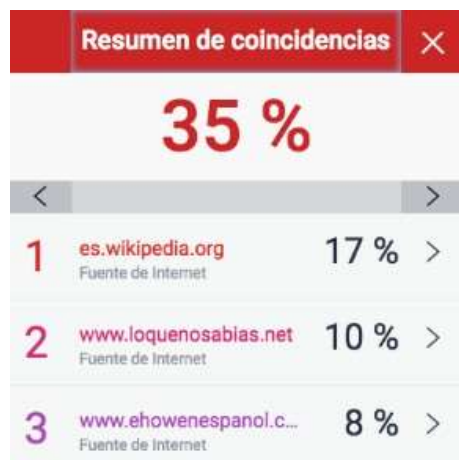 Resumen de coincidencias
35 %
1 es.wikipedia.org 17 %
Fuente de Internet
2 www.loquenosabias.net 10 %
Fuente de Internet
3 www.ehowenespanol.c... 8 %
Fuente de Internet